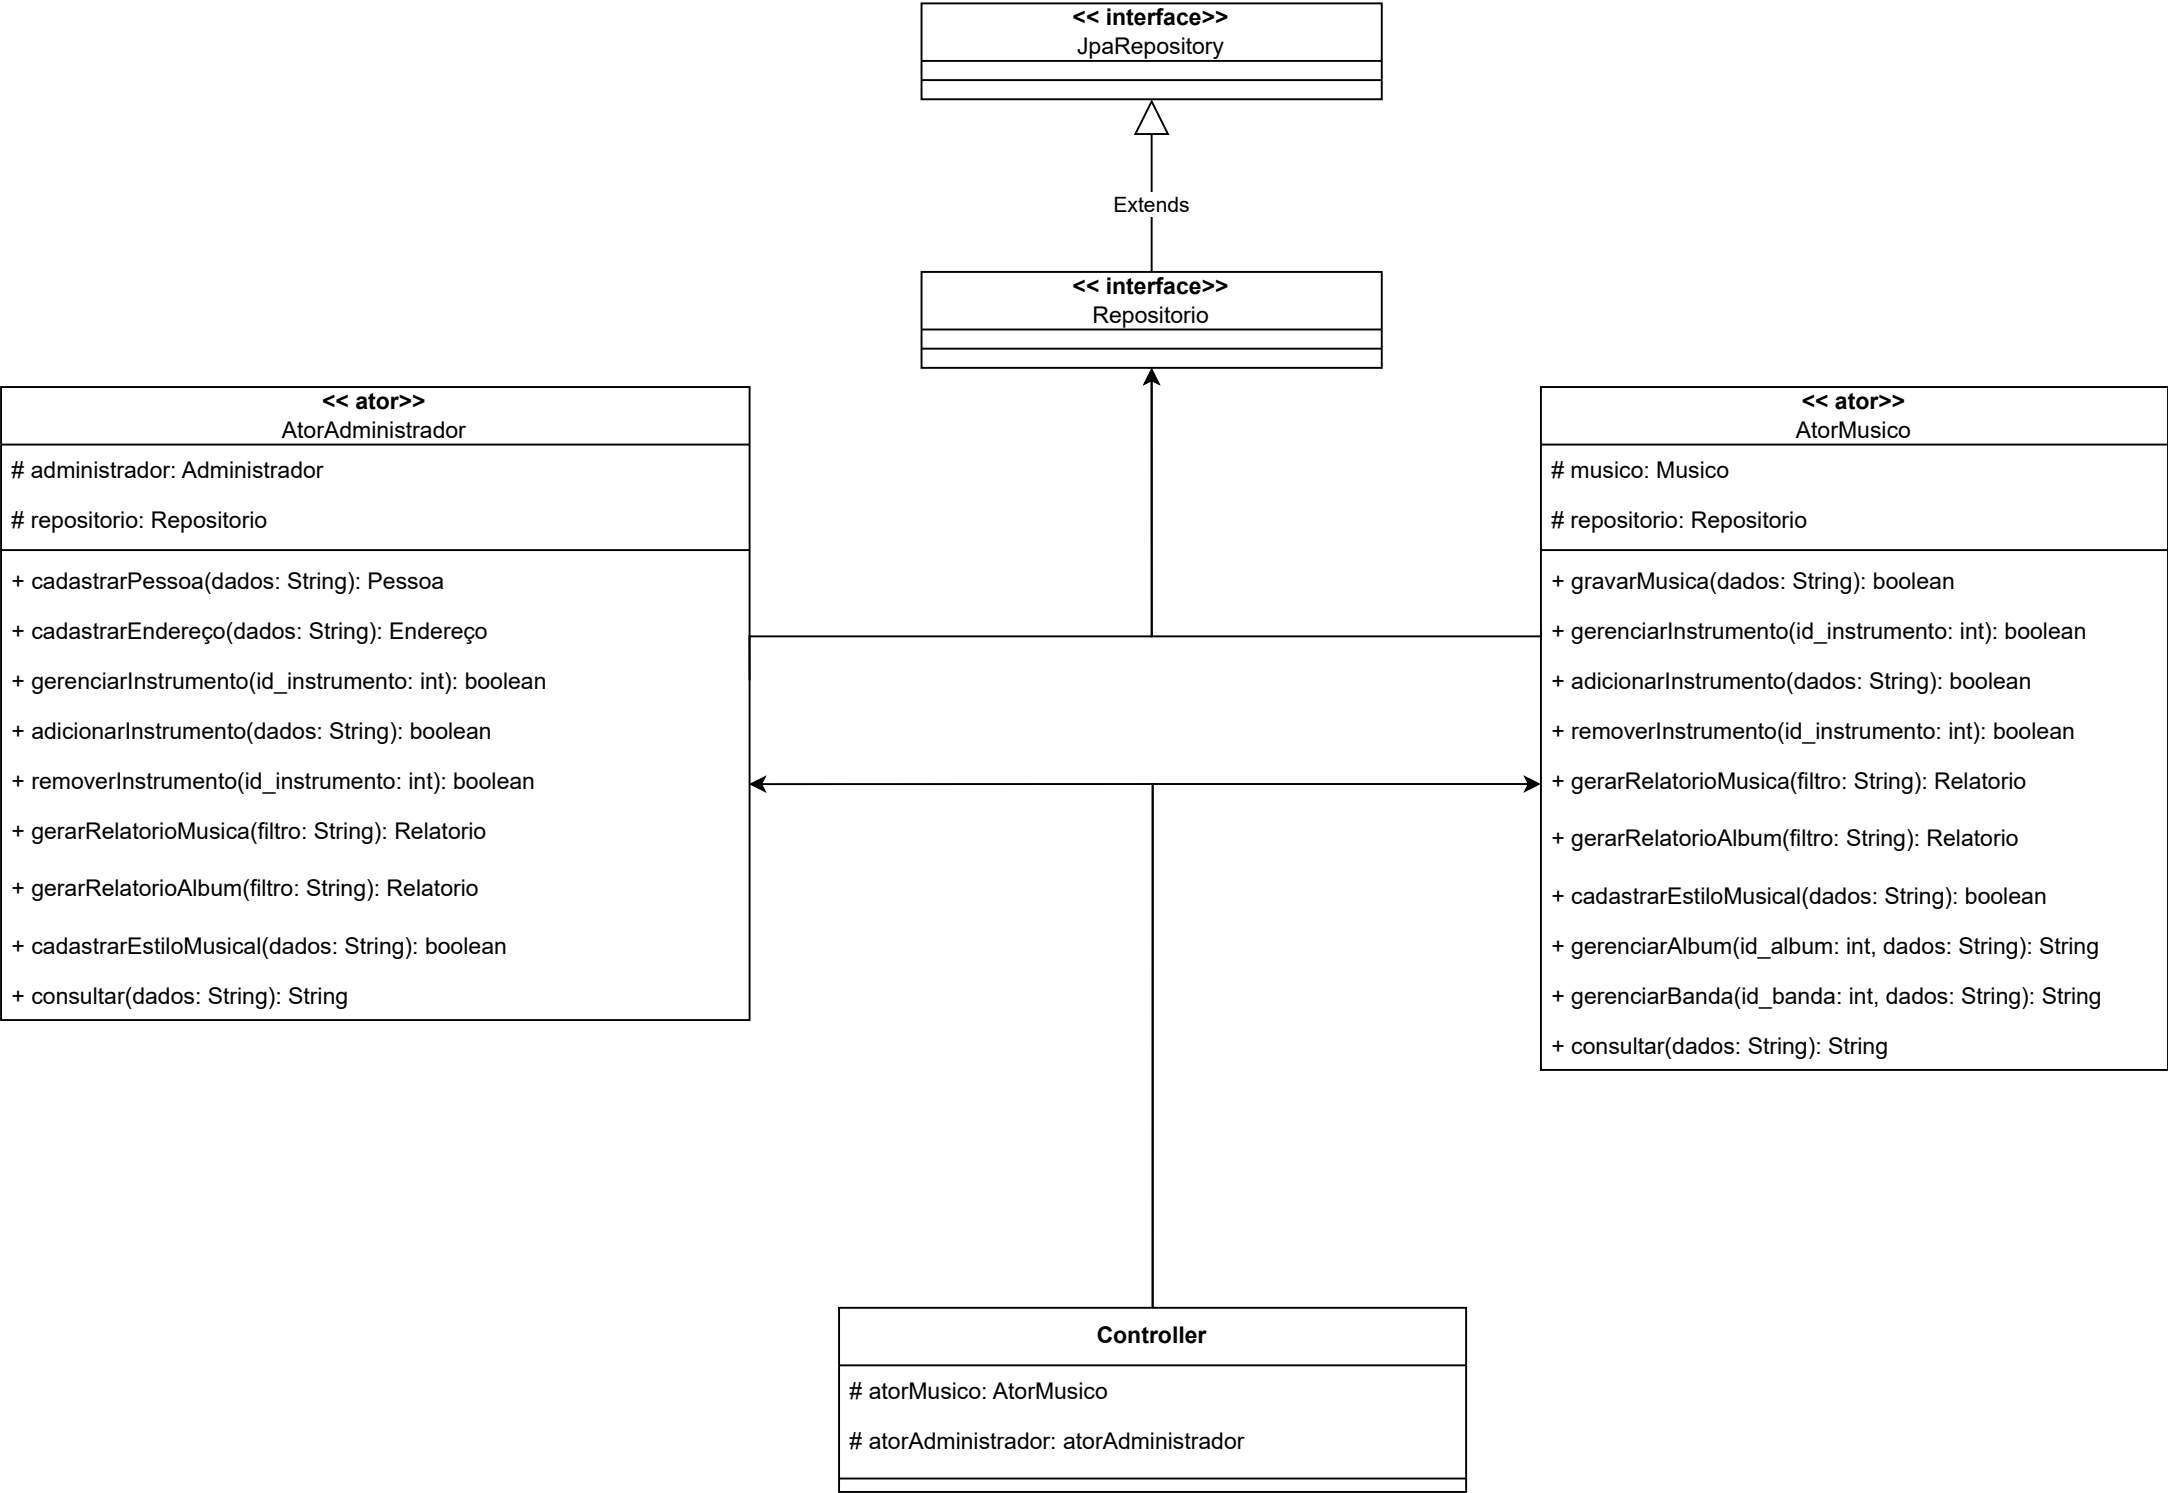 << interface>>
JpaRepository
Extends
<< interface>>
Repositorio
<< ator>>
AtorAdministrador
# administrador: Administrador
# repositorio: Repositorio
+ cadastrarPessoa(dados: String): Pessoa
+ cadastrarEndereço(dados: String): Endereço
+ gerenciarInstrumento(id_instrumento: int): boolean
+ adicionarInstrumento(dados: String): boolean
+ removerInstrumento(id_instrumento: int): boolean
+ gerarRelatorioMusica(filtro: String): Relatorio
+ gerarRelatorioAlbum(filtro: String): Relatorio
+ cadastrarEstiloMusical(dados: String): boolean
+ consultar(dados: String): String
<< ator>>
AtorMusico
# musico: Musico
# repositorio: Repositorio
+ gravarMusica(dados: String): boolean
+ gerenciarInstrumento(id_instrumento: int): boolean
+ adicionarInstrumento(dados: String): boolean
+ removerInstrumento(id_instrumento: int): boolean
+ gerarRelatorioMusica(filtro: String): Relatorio
+ gerarRelatorioAlbum(filtro: String): Relatorio
+ cadastrarEstiloMusical(dados: String): boolean
+ gerenciarAlbum(id_album: int, dados: String): String
+ gerenciarBanda(id_banda: int, dados: String): String
+ consultar(dados: String): String
Controller
# atorMusico: AtorMusico
# atorAdministrador: atorAdministrador